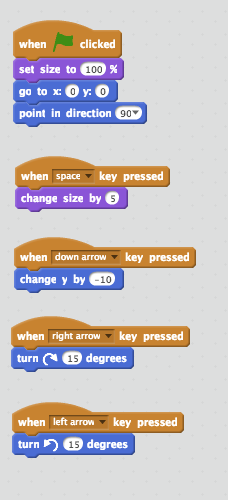 when clicked
set size to 100 %
go to x: 0 y: 0
point in direction 90
when space key pressed
change size by 5
when down arrow key pressed
change y by -10
when right arrow key pressed
turn 15 degrees
when left arrow key pressed
turn 15 degrees